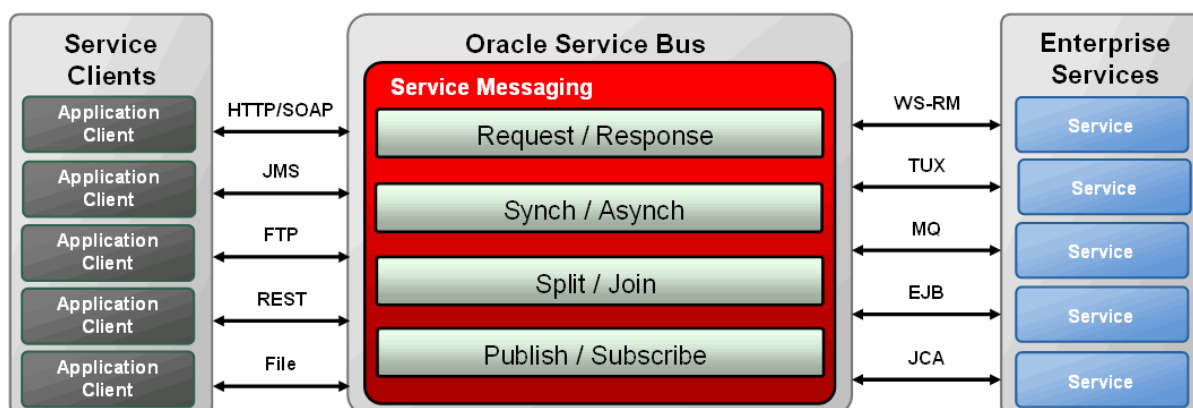 Service
Clients
Application
Client
Application
Client
Application
Client
Application
Client
Application
Client
HTTP/SOAP
JMS
FTP
REST
File
Oracle Service Bus
Service Messaging
Request / Response
Synch / Asynch
Split / Join
Publish / Subscribe
WS-RM
TUX
MQ
EJB
JCA
Enterprise
Services
Service
Service
Service
Service
Service